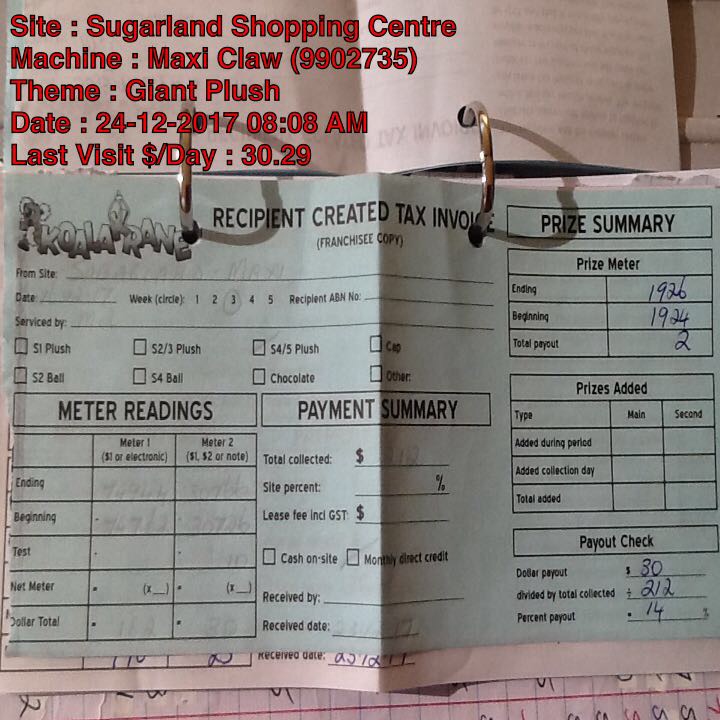 Site : Sugarland Shopping Centre
Machine : Maxi Claw (9902735)
Theme : Giant Plush
Date : 24-12-2017 08:08 AM
Last Visit $/Day : 30.29
KOALA KRANE
RECIPIENT CREATED TAX INVOICE
(FRANCHISEE COPY)
From Site:
Date:
Week (circle): 1 2 3 4 5
Recipient ABN No:
Serviced by:
S1 Plush
S2/3 Plush
S4/5 Plush
Cap
S2 Ball
S4 Ball
Chocolate
Other:
METER READINGS
Meter 1 Meter 2
($1 or electronic) ($1, $2 or note)
Ending
Beginning - -
Test - -
Net Meter = (x__) = (x__)
Dollar Total = =
PAYMENT SUMMARY
Total collected: $
Site percent: %
Lease fee incl GST: $
Cash on-site
Monthly direct credit
Received by:
Received date:
PRIZE SUMMARY
Prize Meter
Ending 1926
Beginning 1924
Total payout 2
Prizes Added
Type Main Second
Added during period
Added collection day
Total added
Payout Check
Dollar payout $ 30
divided by total collected ÷ 212
Percent payout = 14 %
Received date: